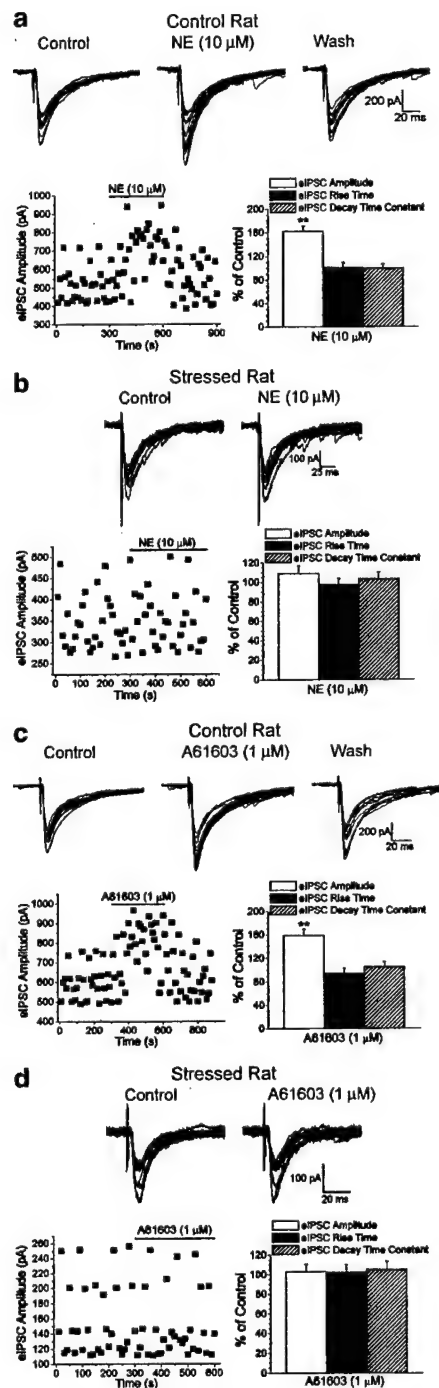 a
Control Rat
Control
NE (10 µM)
Wash
200 pA
20 ms
NE (10 µM)
1000
900
800
700
600
500
400
300
eIPSC Amplitude (pA)
0 300 600 900
Time (s)
eIPSC Amplitude
eIPSC Rise Time
eIPSC Decay Time Constant
200
160
120
80
40
0
% of Control
**
NE (10 µM)
b
Stressed Rat
Control
NE (10 µM)
100 pA
25 ms
NE (10 µM)
500
450
400
350
300
250
eIPSC Amplitude (pA)
0 100 200 300 400 500 600
Time (s)
eIPSC Amplitude
eIPSC Rise Time
eIPSC Decay Time Constant
120
100
80
60
40
20
0
% of Control
NE (10 µM)
c
Control Rat
Control
A61603 (1 µM)
Wash
200 pA
20 ms
A61603 (1 µM)
1000
900
800
700
600
500
400
eIPSC Amplitude (pA)
0 200 400 600 800
Time (s)
eIPSC Amplitude
eIPSC Rise Time
eIPSC Decay Time Constant
200
160
120
80
40
0
% of Control
**
A61603 (1 µM)
d
Stressed Rat
Control
A61603 (1 µM)
100 pA
20 ms
A61603 (1 µM)
260
240
220
200
180
160
140
120
100
eIPSC Amplitude (pA)
0 100 200 300 400 500 600
Time (s)
eIPSC Amplitude
eIPSC Rise Time
eIPSC Decay Time Constant
120
100
80
60
40
20
0
% of Control
A61603 (1 µM)